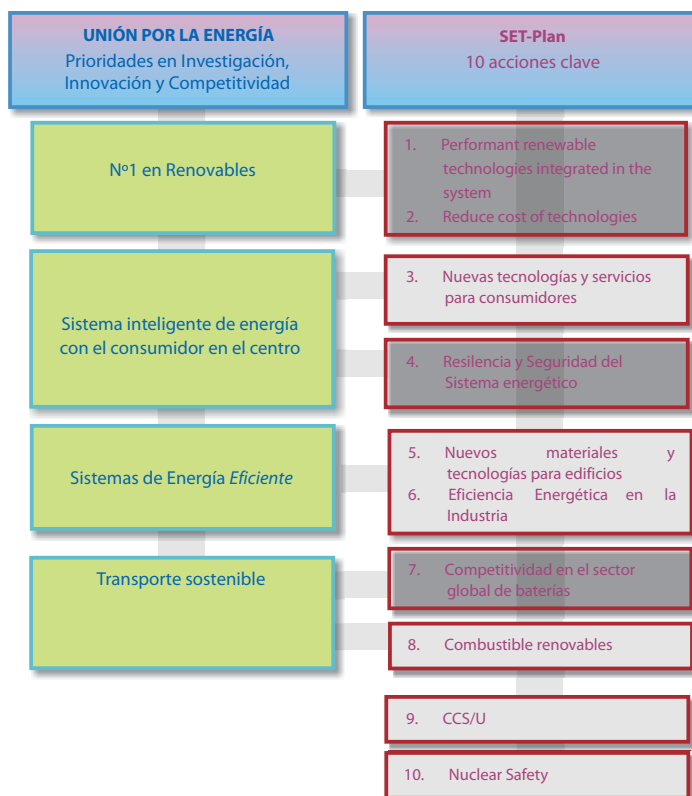 UNIÓN POR LA ENERGÍA
Prioridades en Investigación,
Innovación y Competitividad
SET-Plan
10 acciones clave
Nº1 en Renovables
1. Performant renewable
technologies integrated in the
system
2. Reduce cost of technologies
Sistema inteligente de energía
con el consumidor en el centro
3. Nuevas tecnologías y servicios
para consumidores
4. Resilencia y Seguridad del
Sistema energético
Sistemas de Energía Eficiente
5. Nuevos materiales y
tecnologías para edificios
6. Eficiencia Energética en la
Industria
Transporte sostenible
7. Competitividad en el sector
global de baterías
8. Combustible renovables
9. CCS/U
10. Nuclear Safety